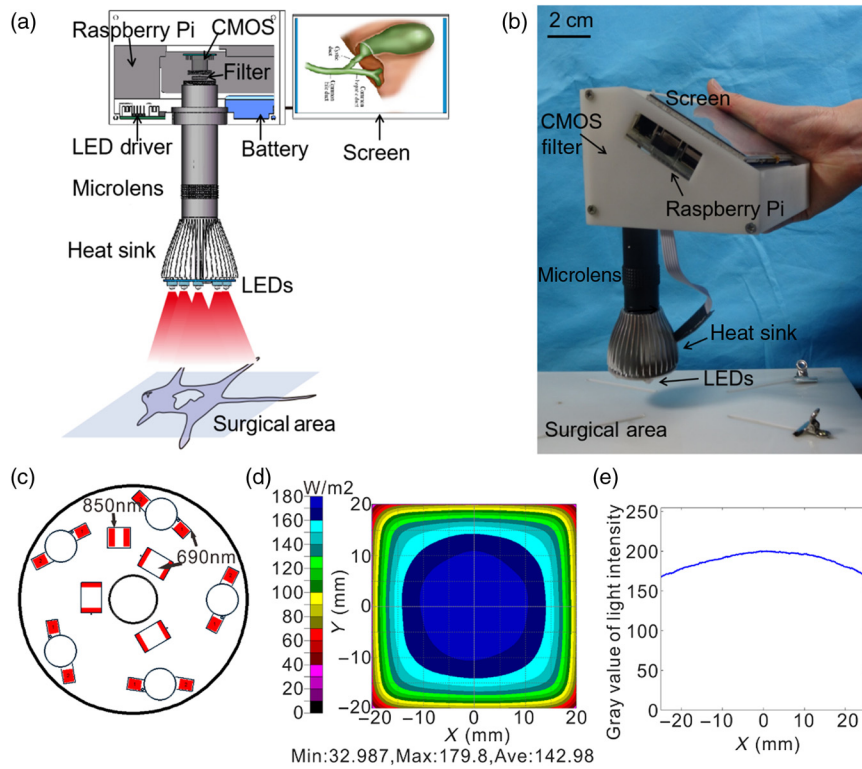 (a)
Raspberry Pi
CMOS
Filter
LED driver
Battery
Screen
Microlens
Heat sink
LEDs
Surgical area
(b)
2 cm
Screen
CMOS
filter
Raspberry Pi
Microlens
Heat sink
LEDs
Surgical area
(c)
850nm
690nm
(d)
W/m2
180
160
140
120
100
80
60
40
20
0
20
10
0
−10
−20
Y (mm)
−20 −10 0 10 20
X (mm)
Min:32.987,Max:179.8,Ave:142.98
(e)
Gray value of light intensity
250
200
150
100
50
0
−20 −10 0 10 20
X (mm)